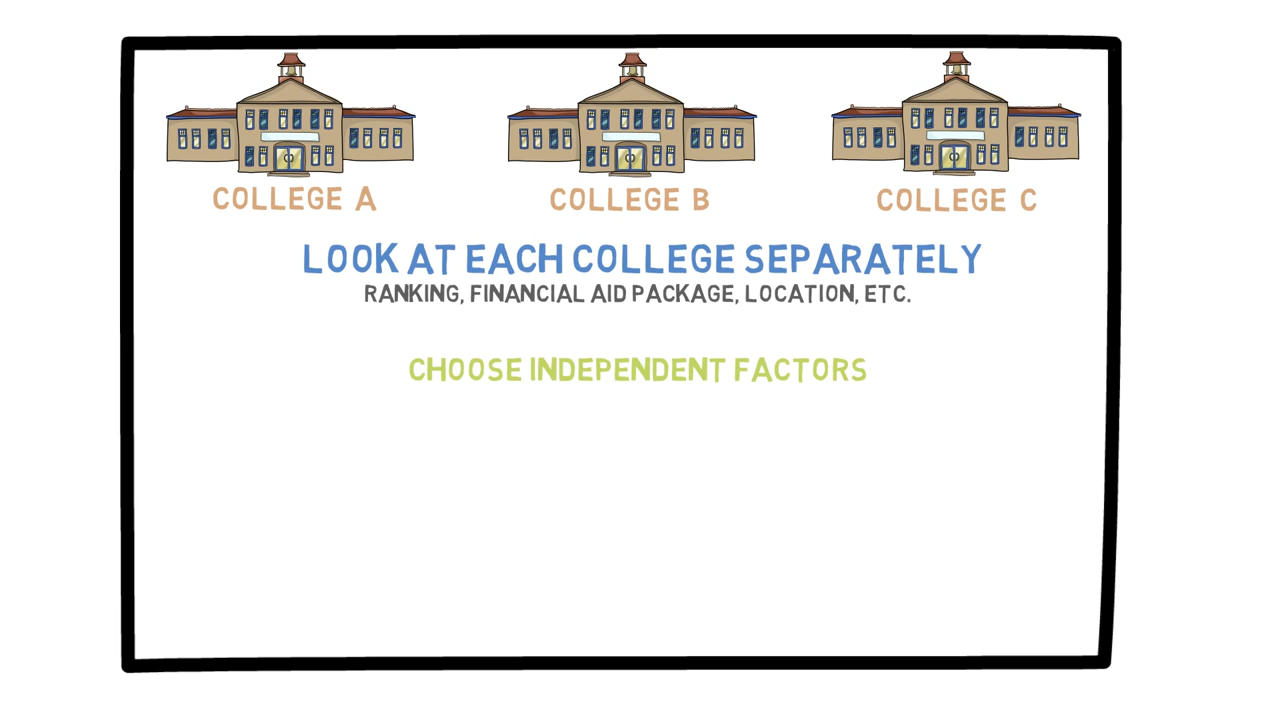 COLLEGE A COLLEGE B COLLEGE C
LOOK AT EACH COLLEGE SEPARATELY
RANKING, FINANCIAL AID PACKAGE, LOCATION, ETC.
CHOOSE INDEPENDENT FACTORS